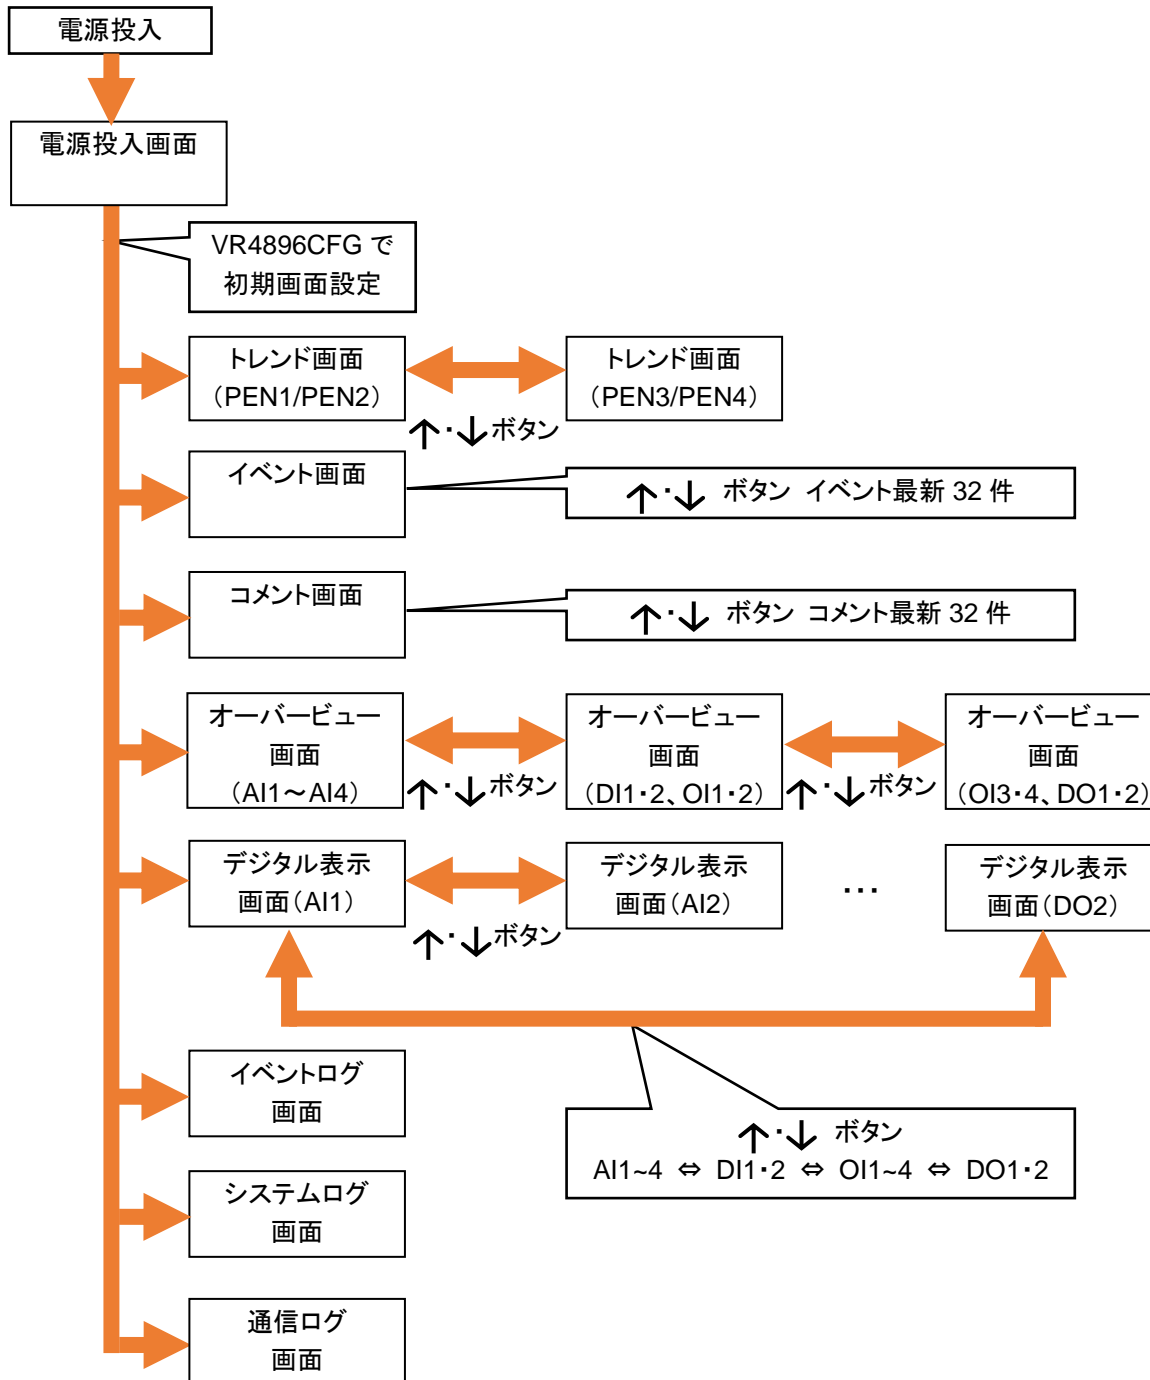 電源投入
電源投入画面
VR4896CFG で
初期画面設定
トレンド画面
（PEN1/PEN2）
↑・↓ボタン
トレンド画面
（PEN3/PEN4）
イベント画面
↑・↓ ボタン イベント最新 32 件
コメント画面
↑・↓ ボタン コメント最新 32 件
オーバービュー
画面
（AI1～AI4）
↑・↓ボタン
オーバービュー
画面
（DI1・2、OI1・2）
↑・↓ボタン
オーバービュー
画面
（OI3・4、DO1・2）
デジタル表示
画面（AI1）
↑・↓ボタン
デジタル表示
画面（AI2）
…
デジタル表示
画面（DO2）
↑・↓ ボタン
AI1~4 ⇔ DI1・2 ⇔ OI1~4 ⇔ DO1・2
イベントログ
画面
システムログ
画面
通信ログ
画面